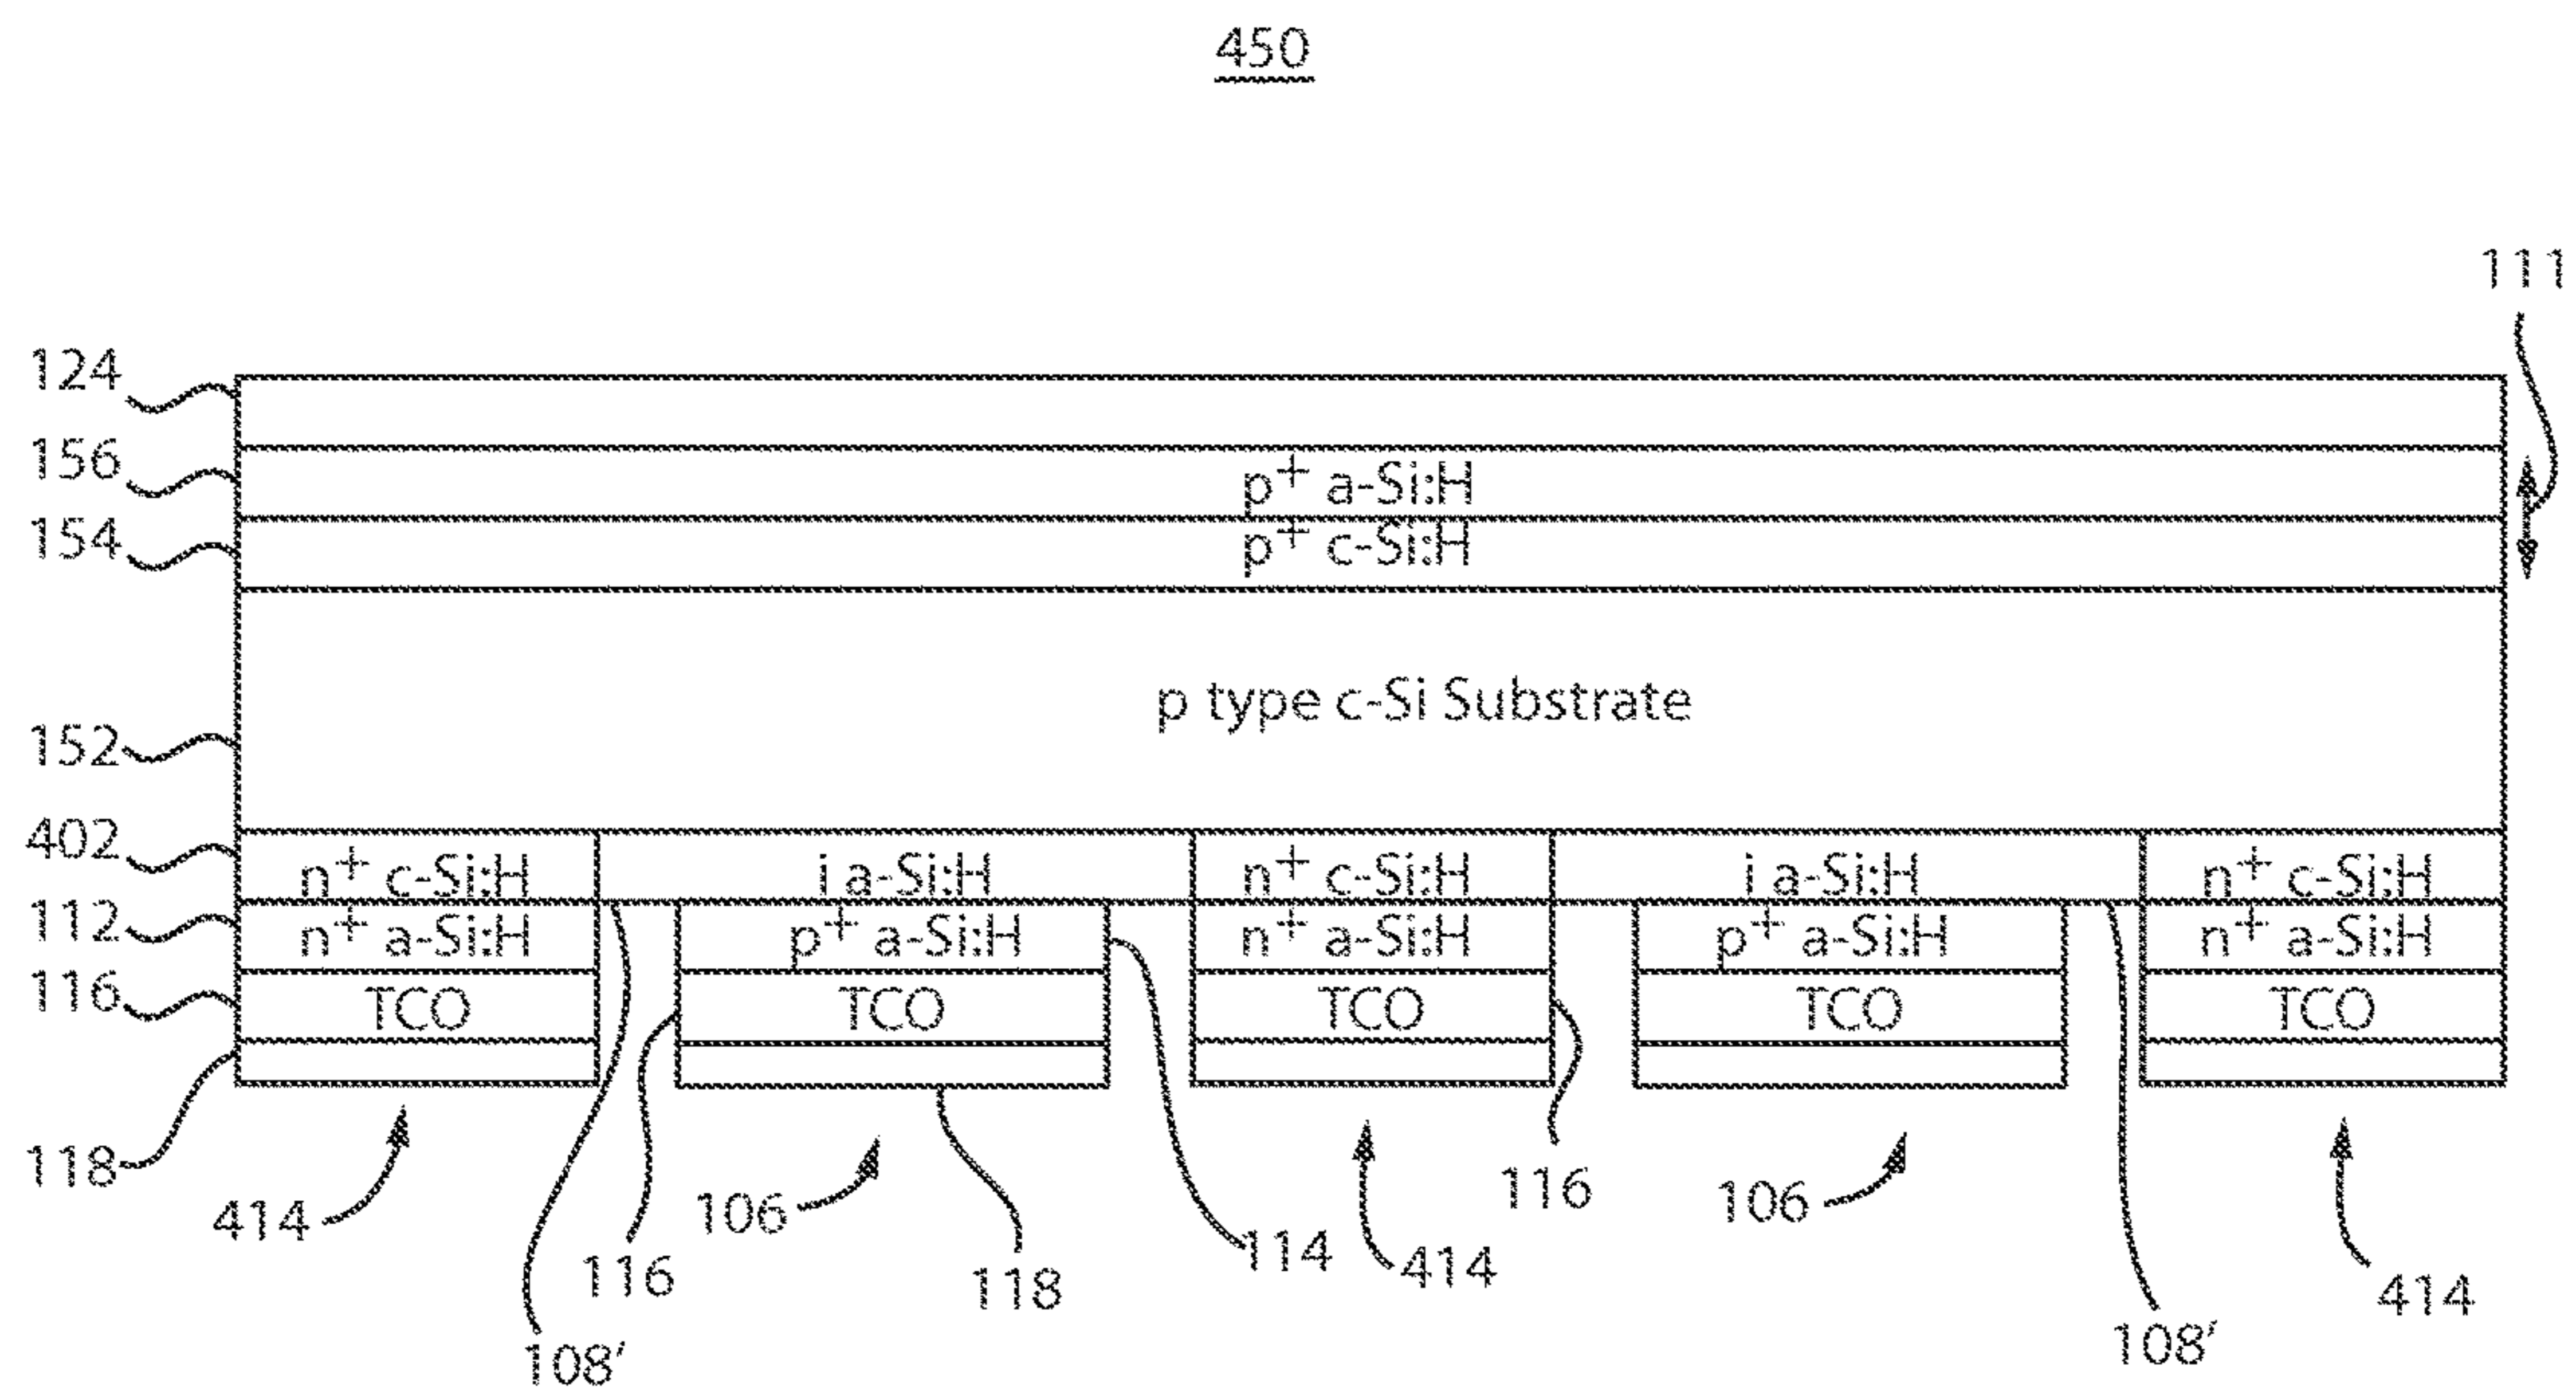 450
111
124
156
p+ a-Si:H
154
p+ c-Si:H
p type c-Si Substrate
152
402
n+ c-Si:H i a-Si:H n+ c-Si:H i a-Si:H n+ c-Si:H
112
n+ a-Si:H p+ a-Si:H n+ a-Si:H p+ a-Si:H n+ a-Si:H
116
TCO TCO TCO TCO TCO
118
414 116 106 118 114 414 116 106 414
108' 108'